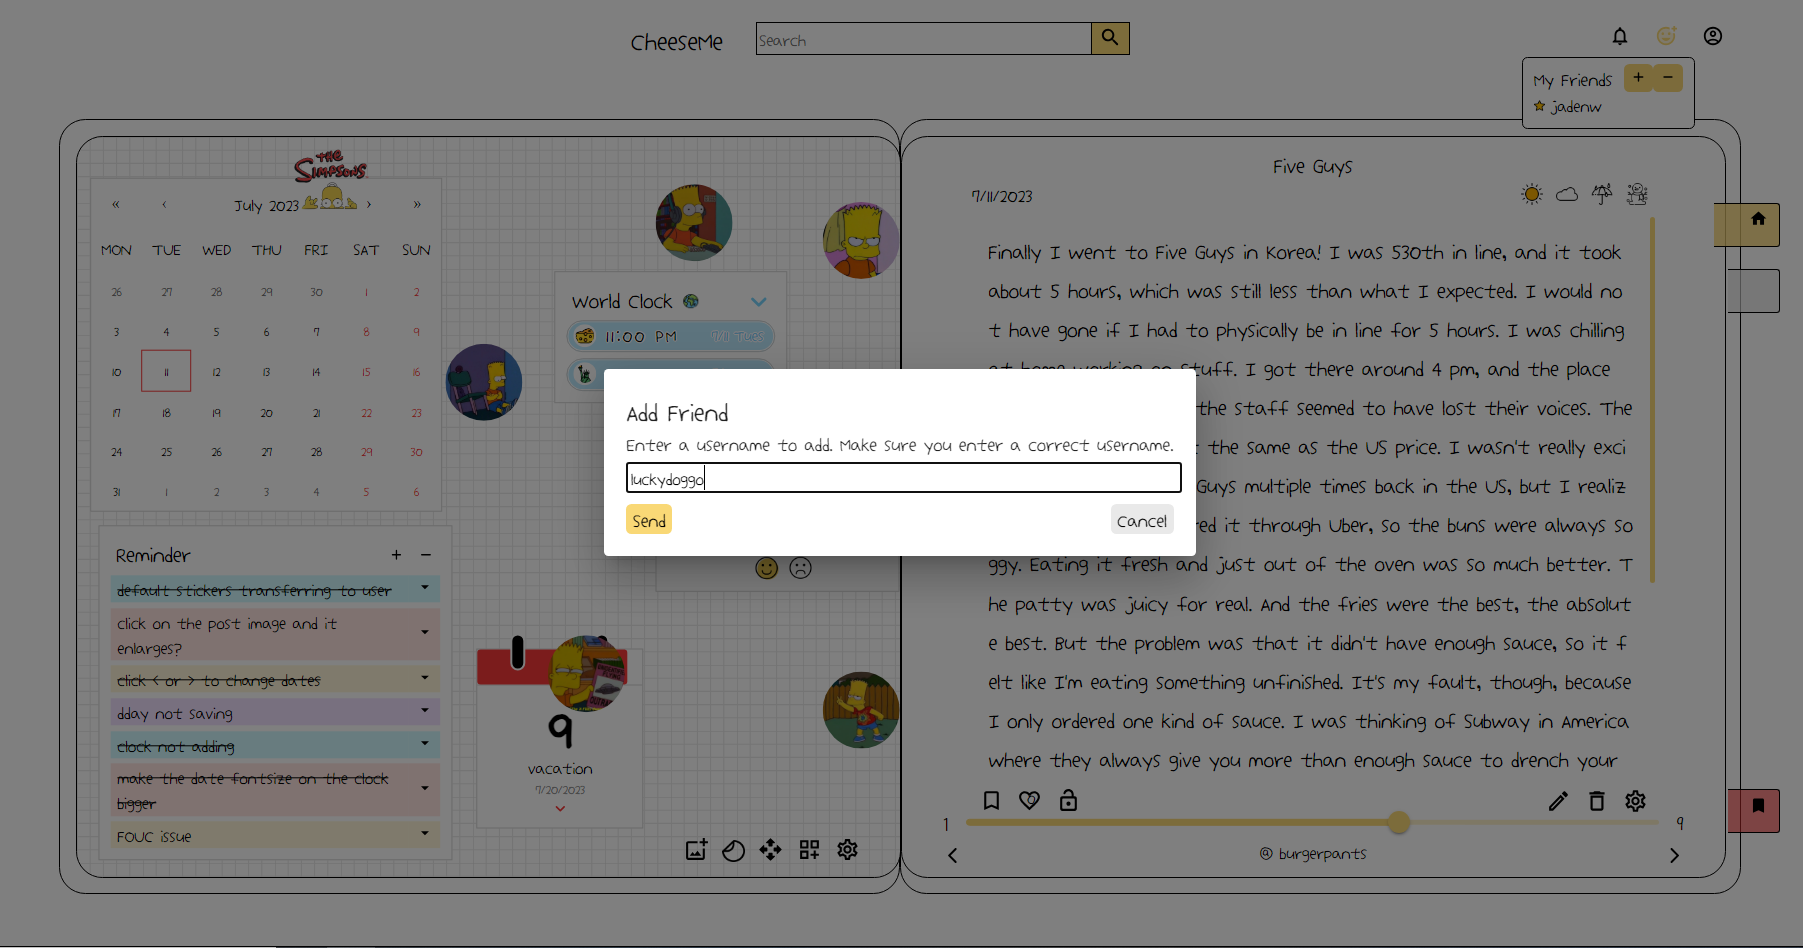 CheeseMe
Search
My Friends + -
jadenw
THE SIMPSONS
« ‹ July 2023 › »
MON TUE WED THU FRI SAT SUN
26 27 28 29 30 1 2
3 4 5 6 7 8 9
10 11 12 13 14 15 16
17 18 19 20 21 22 23
24 25 26 27 28 29 30
31 1 2 3 4 5 6
World Clock
11:00 PM 7/11 TUES
Reminder + -
default stickers transferring to user
click on the post image and it
enlarges?
click < or > to change dates
dday not saving
clock not adding
make the date fontsize on the clock
bigger
FOUC issue
9
vacation
7/20/2023
Add Friend
Enter a username to add. Make sure you enter a correct username.
luckydoggo
Send Cancel
Five Guys
7/11/2023
Finally I went to Five Guys in Korea! I was 530th in line, and it took
about 5 hours, which was still less than what I expected. I would no
t have gone if I had to physically be in line for 5 hours. I was chilling
at home working on stuff. I got there around 4 pm, and the place
the staff seemed to have lost their voices. The
the same as the US price. I wasn't really exci
Guys multiple times back in the US, but I realiz
ed it through Uber, so the buns were always so
ggy. Eating it fresh and just out of the oven was so much better. T
he patty was juicy for real. And the fries were the best, the absolut
e best. But the problem was that it didn't have enough sauce, so it f
elt like I'm eating something unfinished. It's my fault, though, because
I only ordered one kind of sauce. I was thinking of Subway in America
where they always give you more than enough sauce to drench your
1 9
‹ @ burgerpants ›